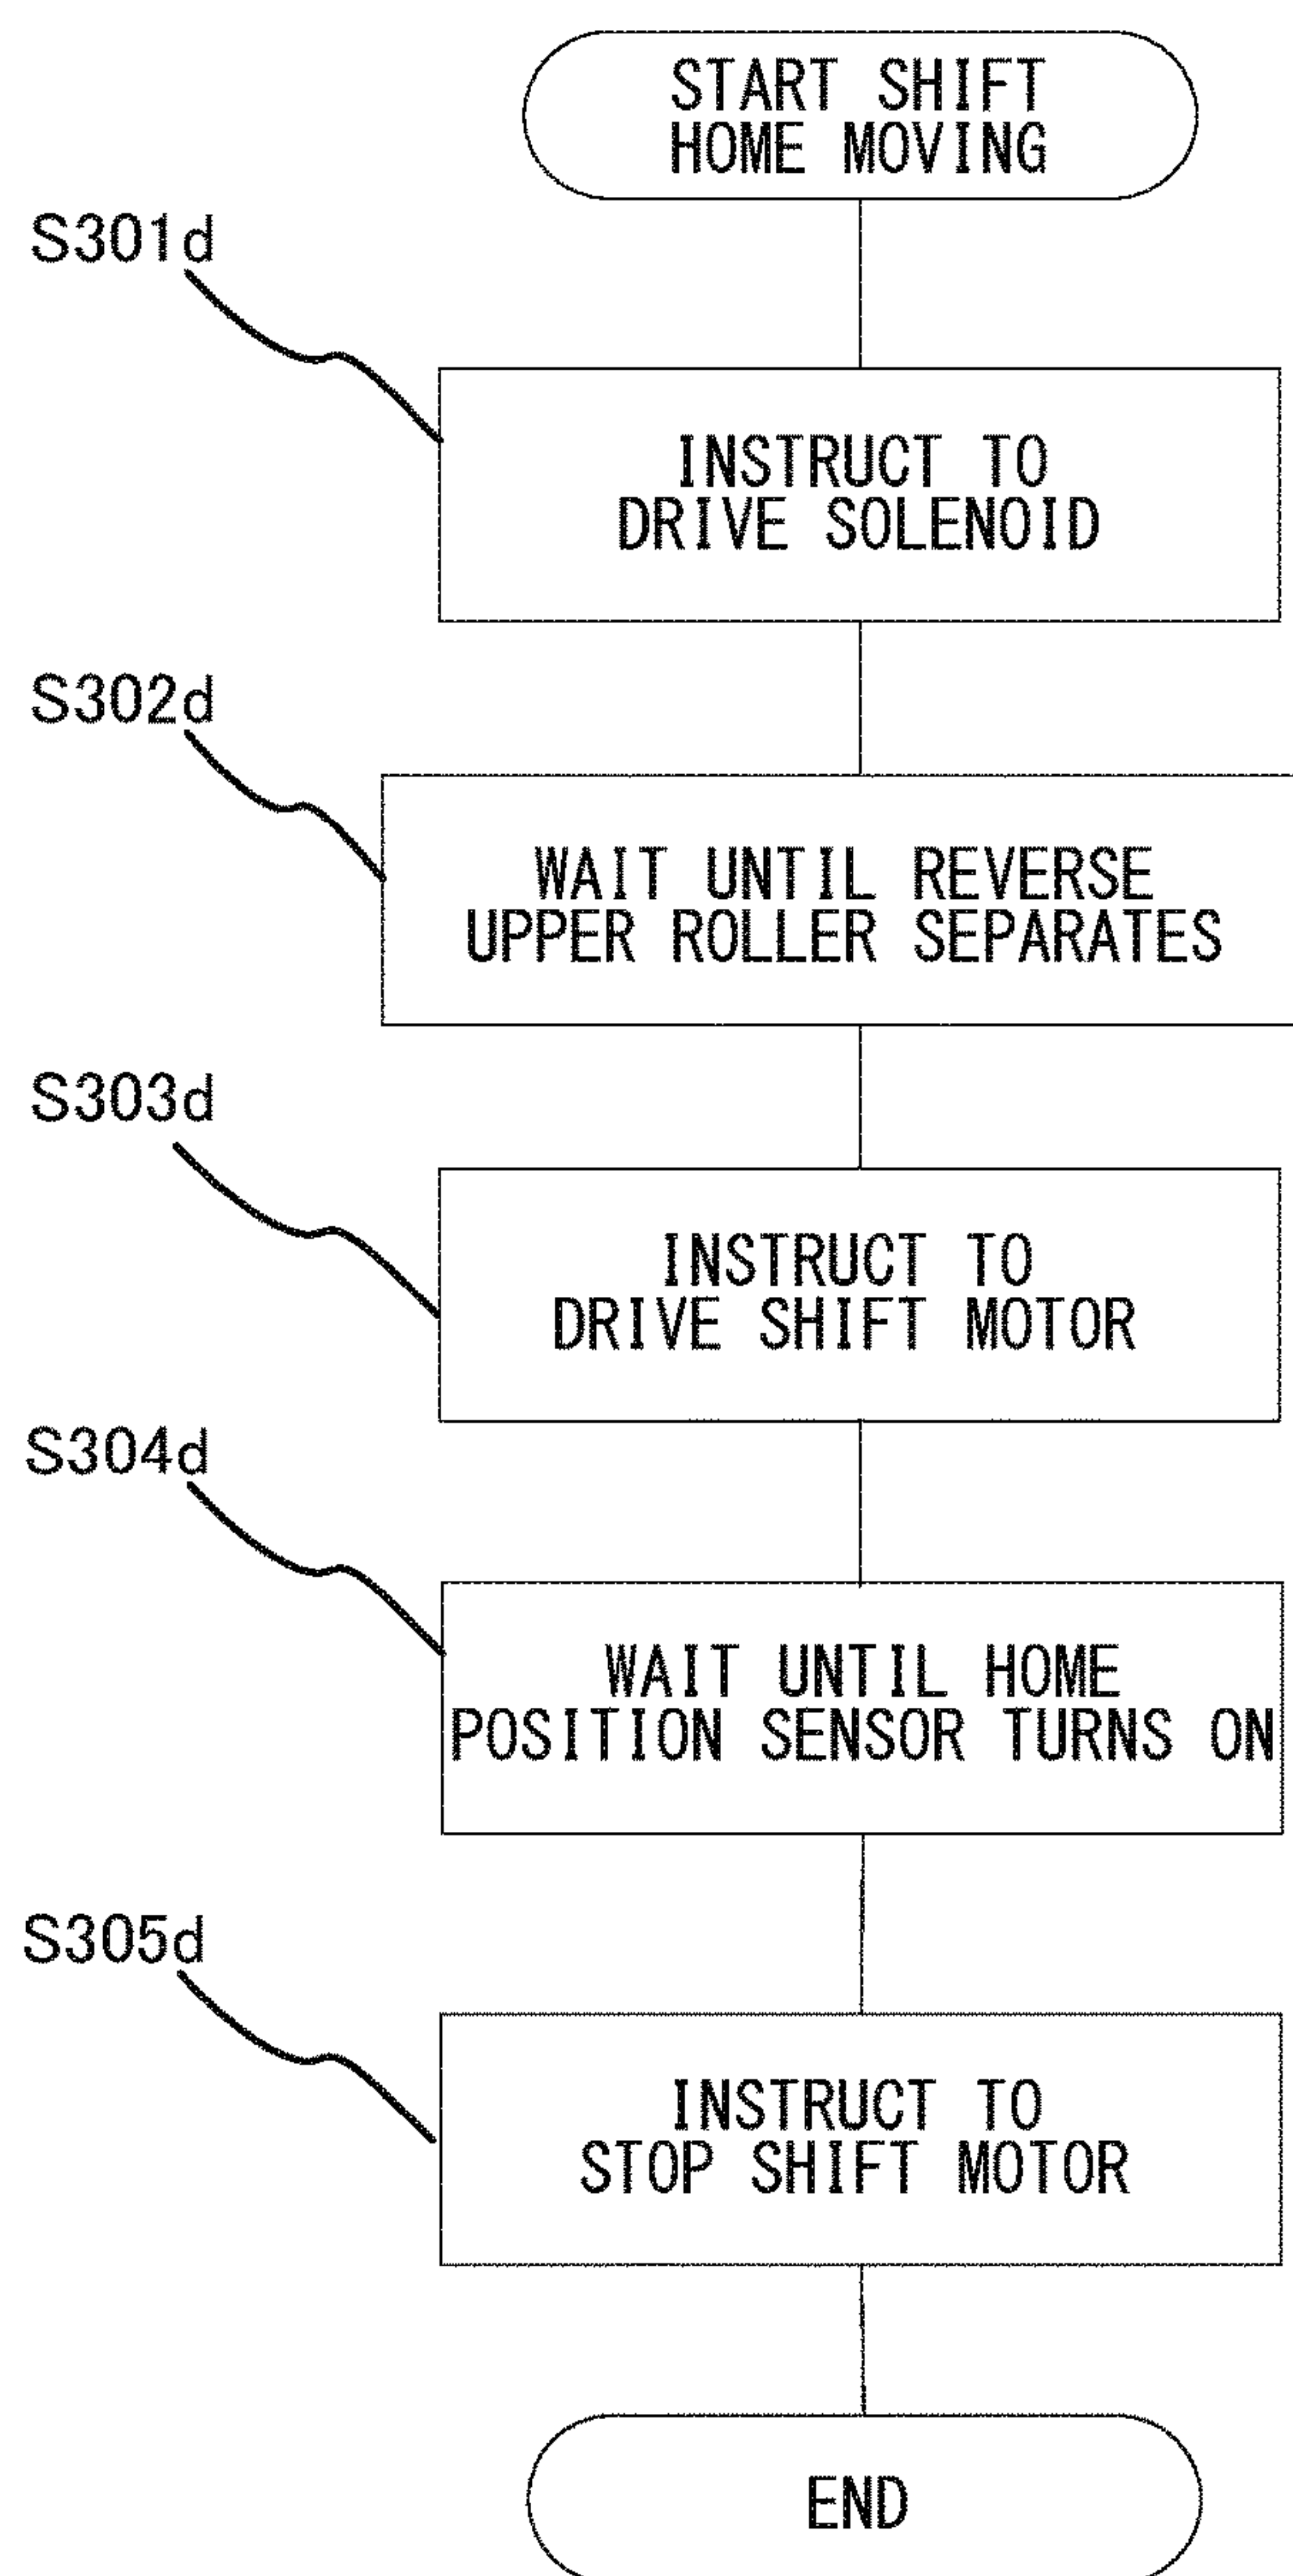 START SHIFT
HOME MOVING
S301d
INSTRUCT TO
DRIVE SOLENOID
S302d
WAIT UNTIL REVERSE
UPPER ROLLER SEPARATES
S303d
INSTRUCT TO
DRIVE SHIFT MOTOR
S304d
WAIT UNTIL HOME
POSITION SENSOR TURNS ON
S305d
INSTRUCT TO
STOP SHIFT MOTOR
END